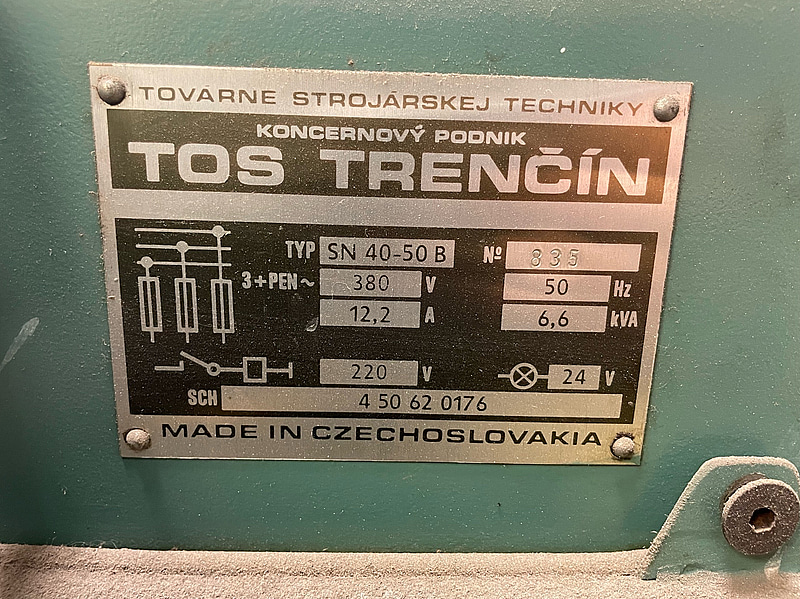 TOVÁRNE STROJÁRSKEJ TECHNIKY
KONCERNOVÝ PODNIK
TOS TRENČÍN
TYP SN 40-50 B Nº 835
3+PEN~ 380 V 50 Hz
12,2 A 6,6 kVA
220 V 24 V
SCH 4 50 62 0176
MADE IN CZECHOSLOVAKIA